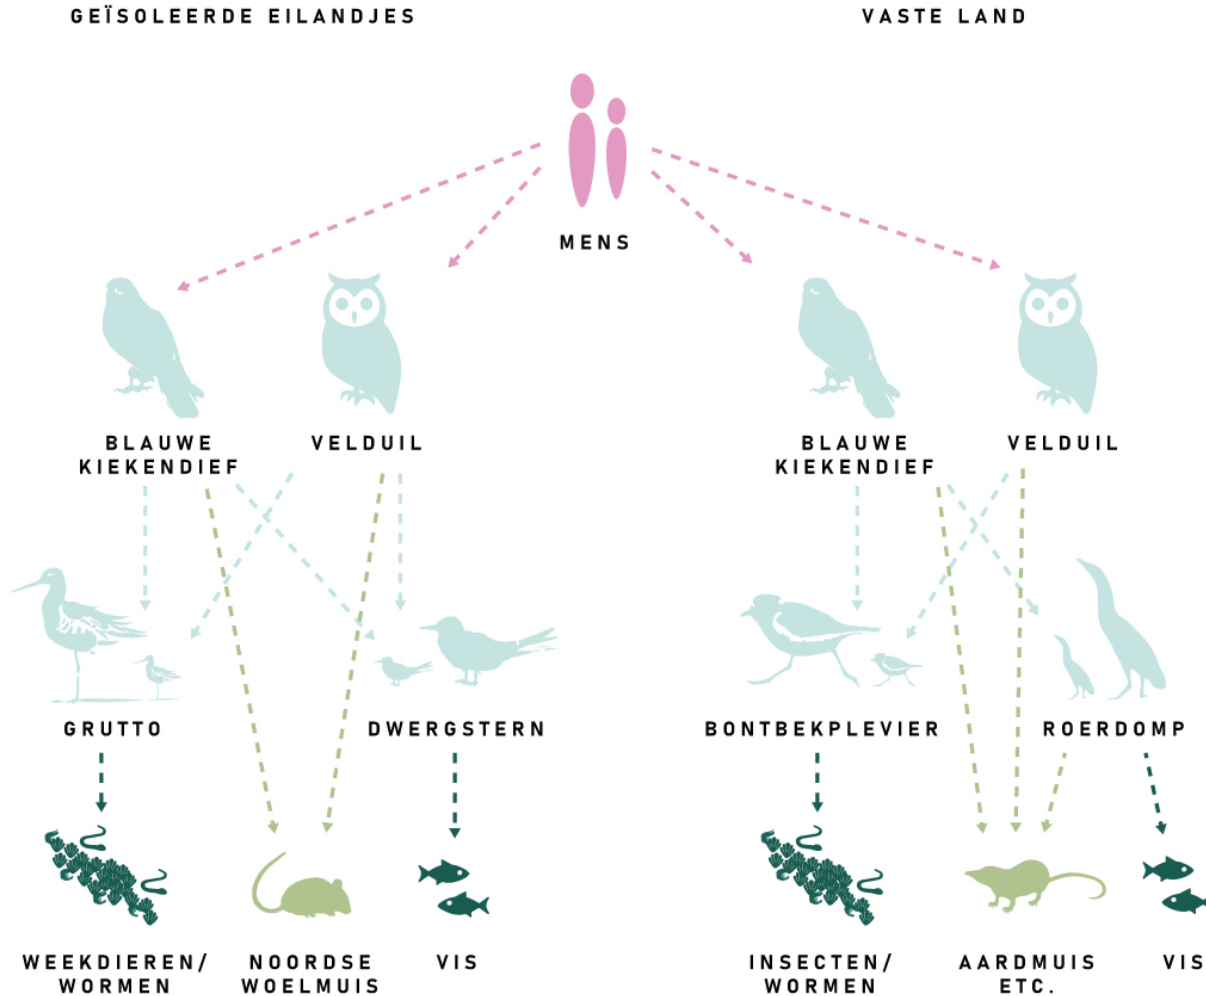 GEÏSOLEERDE EILANDJES
VASTE LAND
MENS
BLAUWE
KIEKENDIEF
VELDUIL
BLAUWE
KIEKENDIEF
VELDUIL
GRUTTO
DWERGSTERN
BONTBEKPLEVIER
ROERDOMP
WEEKDIEREN/
WORMEN
NOORDSE
WOELMUIS
VIS
INSECTEN/
WORMEN
AARDMUIS
ETC.
VIS